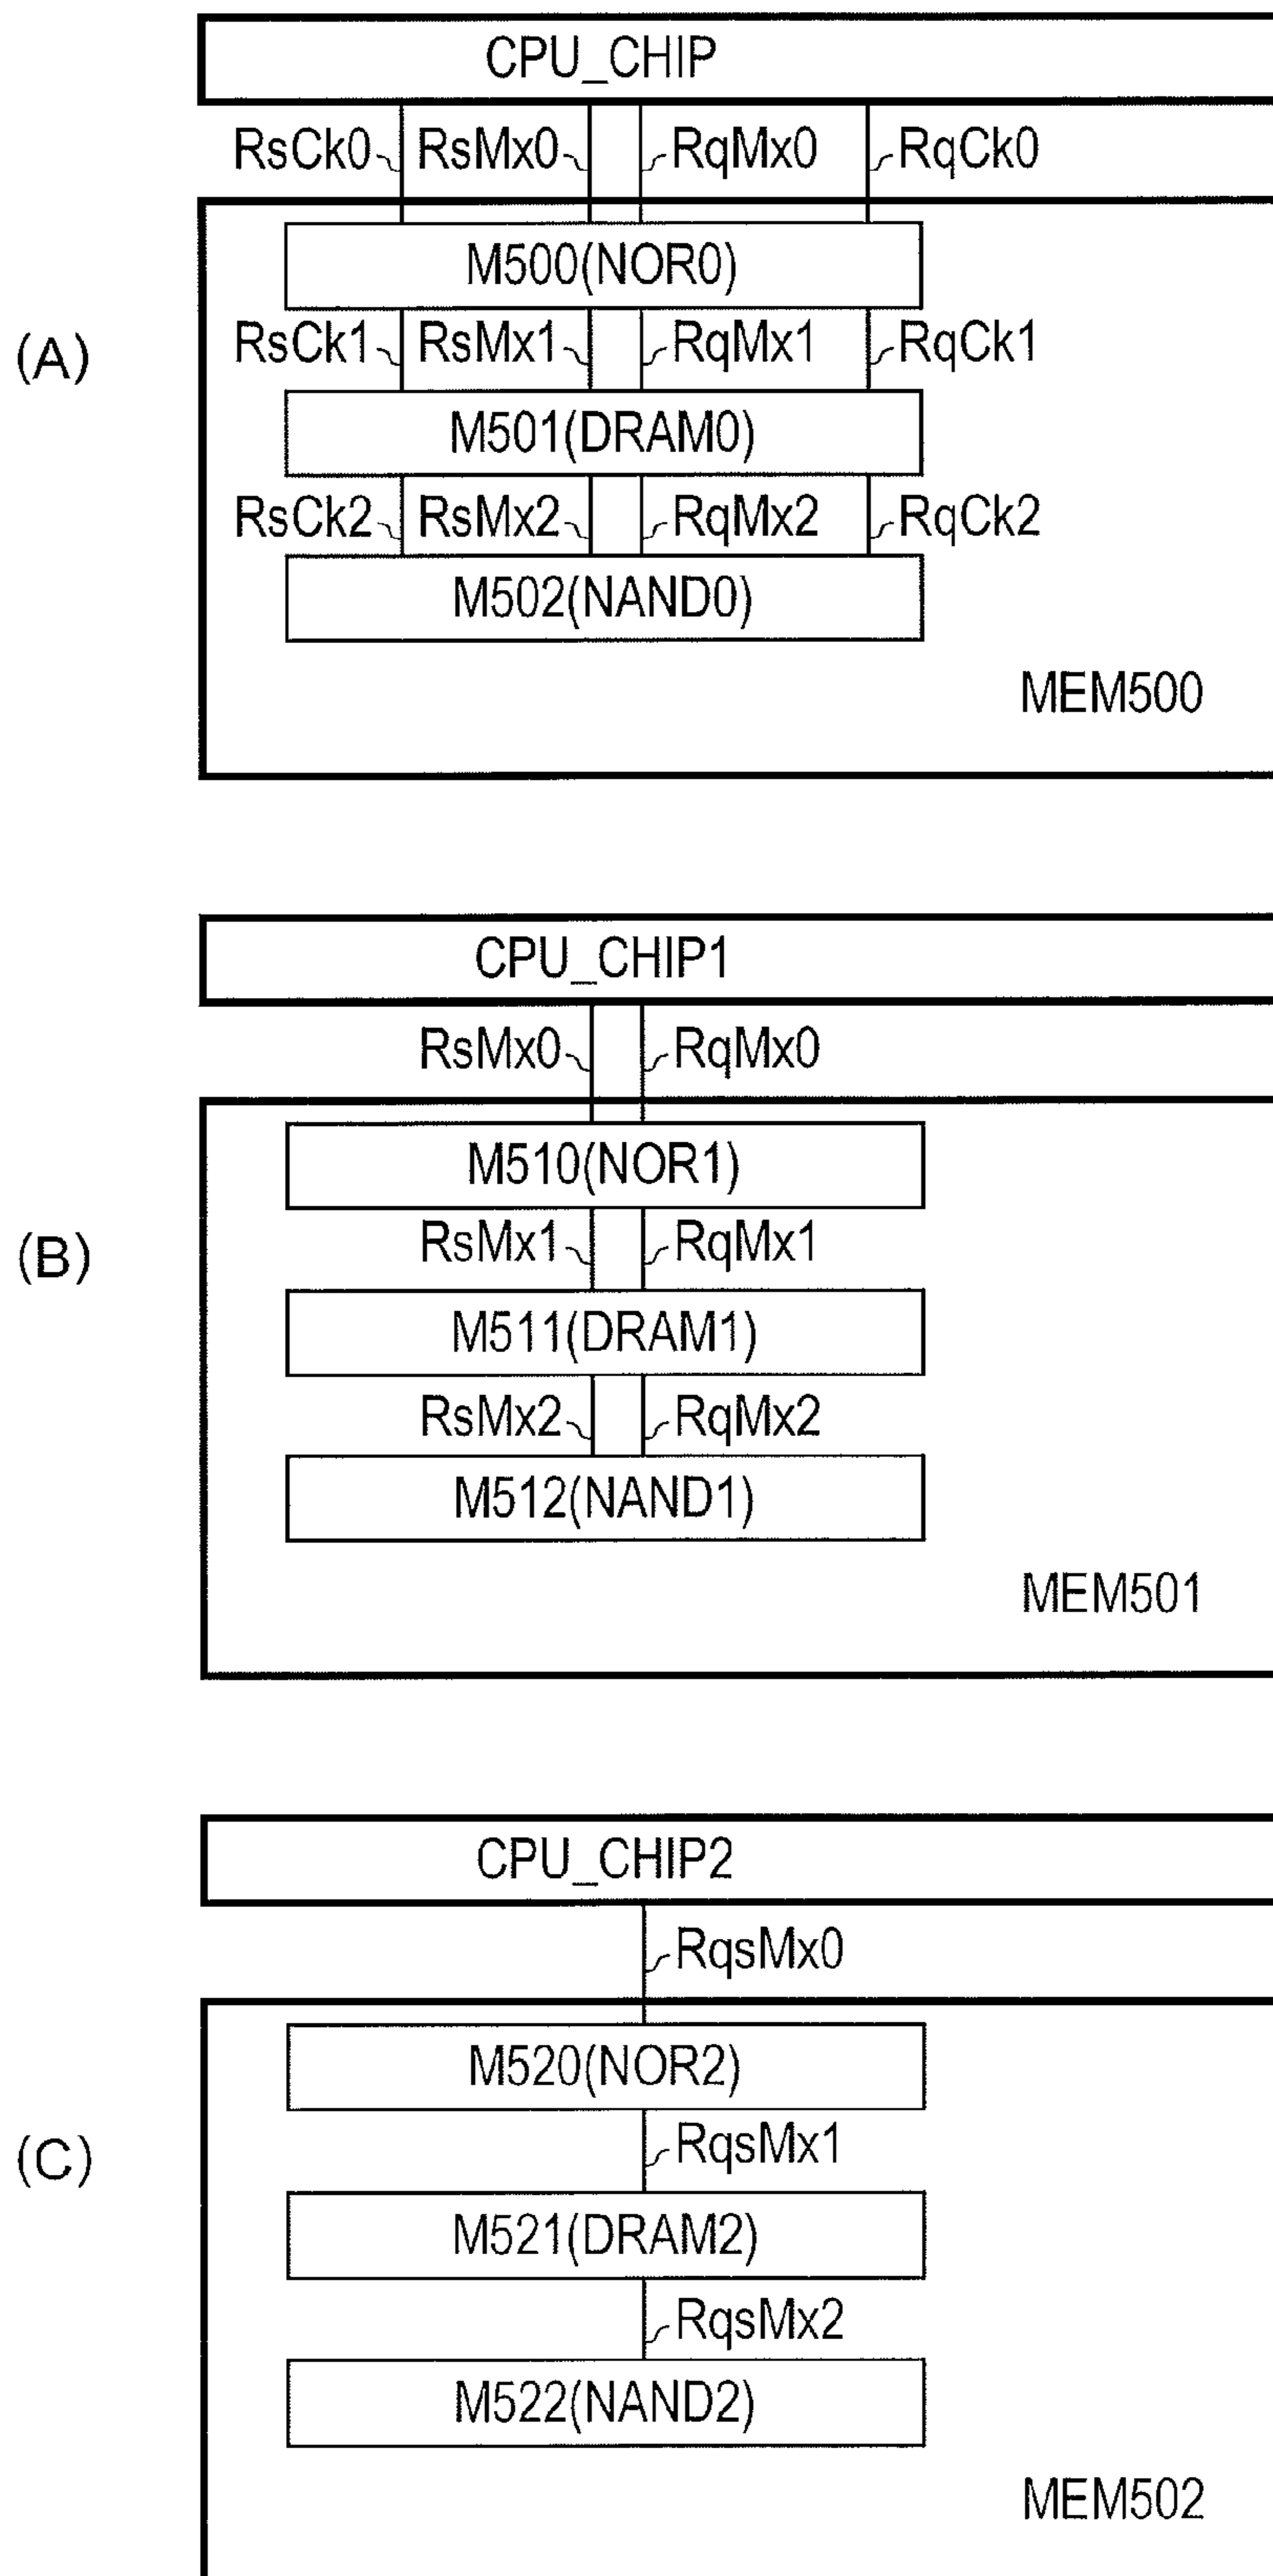 CPU_CHIP
RsCk0 RsMx0 RqMx0 RqCk0
M500(NOR0)
(A)
RsCk1 RsMx1 RqMx1 RqCk1
M501(DRAM0)
RsCk2 RsMx2 RqMx2 RqCk2
M502(NAND0)
MEM500
CPU_CHIP1
RsMx0 RqMx0
M510(NOR1)
(B)
RsMx1 RqMx1
M511(DRAM1)
RsMx2 RqMx2
M512(NAND1)
MEM501
CPU_CHIP2
RqsMx0
M520(NOR2)
(C)
RqsMx1
M521(DRAM2)
RqsMx2
M522(NAND2)
MEM502